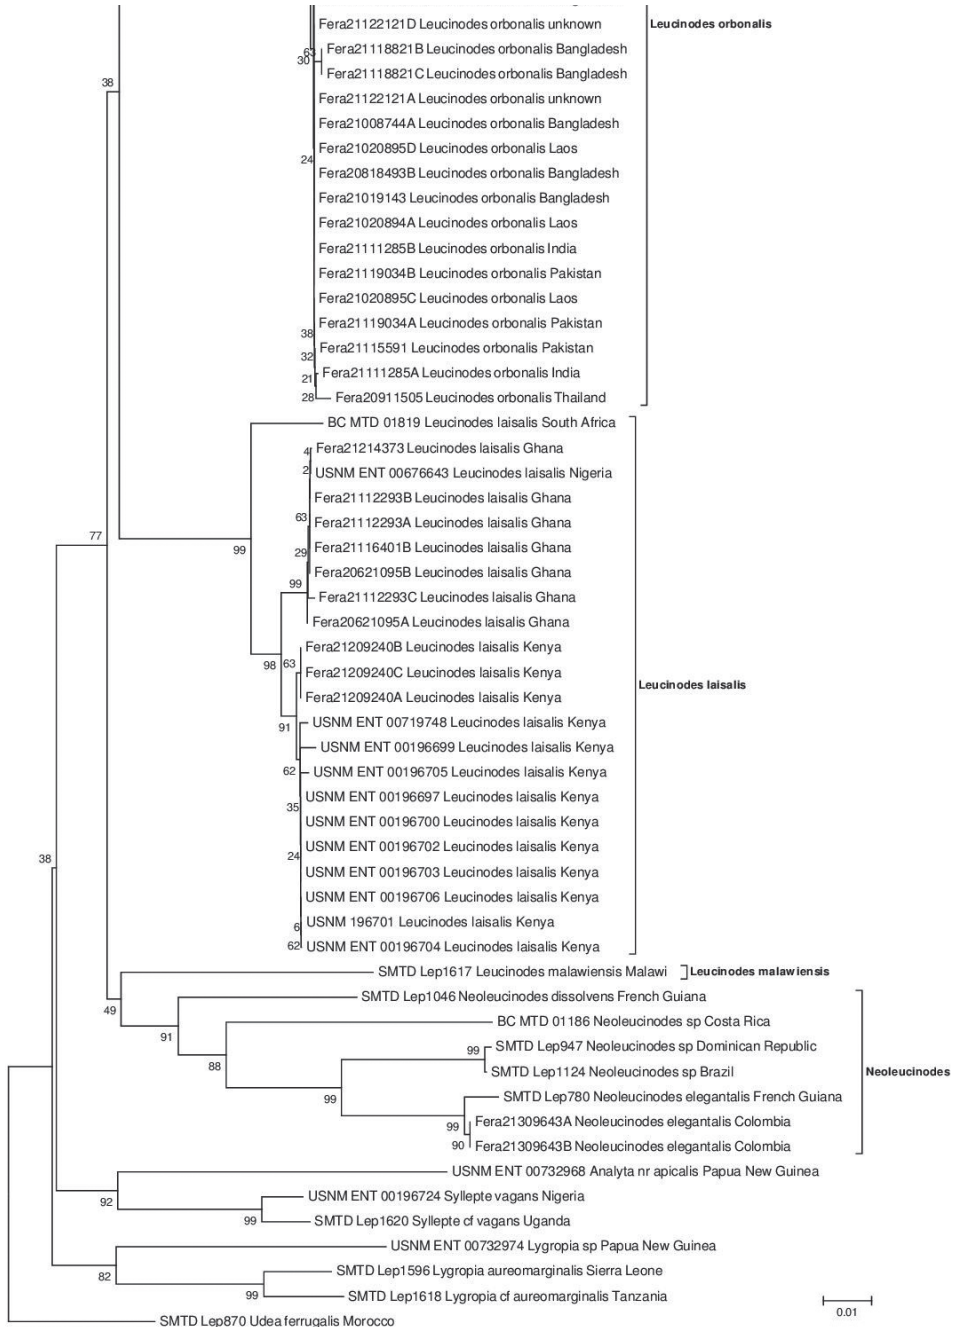 Fera21122121D Leucinodes orbonalis unknown
Leucinodes orbonalis
63
30
Fera21118821B Leucinodes orbonalis Bangladesh
Fera21118821C Leucinodes orbonalis Bangladesh
38
Fera21122121A Leucinodes orbonalis unknown
Fera21008744A Leucinodes orbonalis Bangladesh
Fera21020895D Leucinodes orbonalis Laos
24
Fera20818493B Leucinodes orbonalis Bangladesh
Fera21019143 Leucinodes orbonalis Bangladesh
Fera21020894A Leucinodes orbonalis Laos
Fera21111285B Leucinodes orbonalis India
Fera21119034B Leucinodes orbonalis Pakistan
Fera21020895C Leucinodes orbonalis Laos
Fera21119034A Leucinodes orbonalis Pakistan
38
Fera21115591 Leucinodes orbonalis Pakistan
32
Fera21111285A Leucinodes orbonalis India
21
28
Fera20911505 Leucinodes orbonalis Thailand
BC MTD 01819 Leucinodes laisalis South Africa
4
Fera21214373 Leucinodes laisalis Ghana
2
USNM ENT 00676643 Leucinodes laisalis Nigeria
Fera21112293B Leucinodes laisalis Ghana
63
Fera21112293A Leucinodes laisalis Ghana
77
99
29
Fera21116401B Leucinodes laisalis Ghana
Fera20621095B Leucinodes laisalis Ghana
99
Fera21112293C Leucinodes laisalis Ghana
Fera20621095A Leucinodes laisalis Ghana
Fera21209240B Leucinodes laisalis Kenya
98
63
Fera21209240C Leucinodes laisalis Kenya
Leucinodes laisalis
Fera21209240A Leucinodes laisalis Kenya
91
USNM ENT 00719748 Leucinodes laisalis Kenya
USNM ENT 00196699 Leucinodes laisalis Kenya
62
USNM ENT 00196705 Leucinodes laisalis Kenya
USNM ENT 00196697 Leucinodes laisalis Kenya
35
USNM ENT 00196700 Leucinodes laisalis Kenya
USNM ENT 00196702 Leucinodes laisalis Kenya
24
38
USNM ENT 00196703 Leucinodes laisalis Kenya
USNM ENT 00196706 Leucinodes laisalis Kenya
6
USNM 196701 Leucinodes laisalis Kenya
62
USNM ENT 00196704 Leucinodes laisalis Kenya
SMTD Lep1617 Leucinodes malawiensis Malawi
Leucinodes malawiensis
49
SMTD Lep1046 Neoleucinodes dissolvens French Guiana
91
BC MTD 01186 Neoleucinodes sp Costa Rica
99
SMTD Lep947 Neoleucinodes sp Dominican Republic
88
SMTD Lep1124 Neoleucinodes sp Brazil
Neoleucinodes
99
SMTD Lep780 Neoleucinodes elegantalis French Guiana
99
Fera21309643A Neoleucinodes elegantalis Colombia
90
Fera21309643B Neoleucinodes elegantalis Colombia
USNM ENT 00732968 Analyta nr apicalis Papua New Guinea
92
USNM ENT 00196724 Syllepte vagans Nigeria
99
SMTD Lep1620 Syllepte cf vagans Uganda
USNM ENT 00732974 Lygropia sp Papua New Guinea
82
SMTD Lep1596 Lygropia aureomarginalis Sierra Leone
99
SMTD Lep1618 Lygropia cf aureomarginalis Tanzania
0.01
SMTD Lep870 Udea ferrugalis Morocco